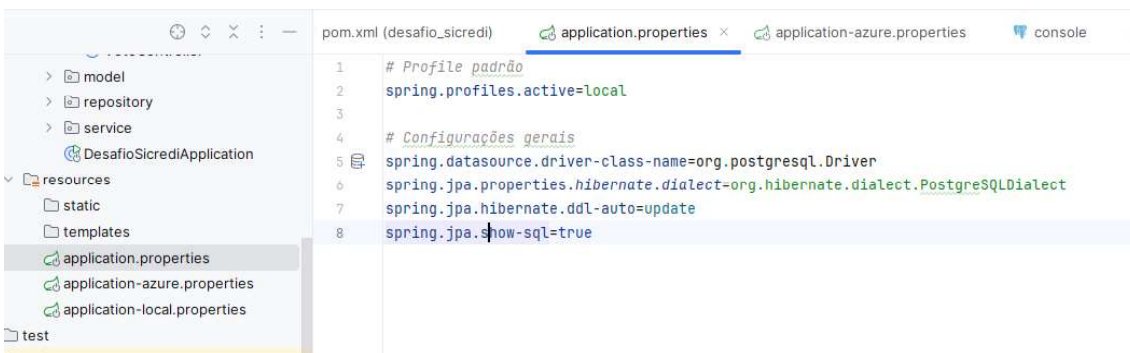 pom.xml (desafio_sicredi) application.properties application-azure.properties console
model
repository
service
DesafioSicrediApplication
resources
static
templates
application.properties
application-azure.properties
application-local.properties
test
1 # Profile padrão
2 spring.profiles.active=local
3
4 # Configurações gerais
5 spring.datasource.driver-class-name=org.postgresql.Driver
6 spring.jpa.properties.hibernate.dialect=org.hibernate.dialect.PostgreSQLDialect
7 spring.jpa.hibernate.ddl-auto=update
8 spring.jpa.show-sql=true